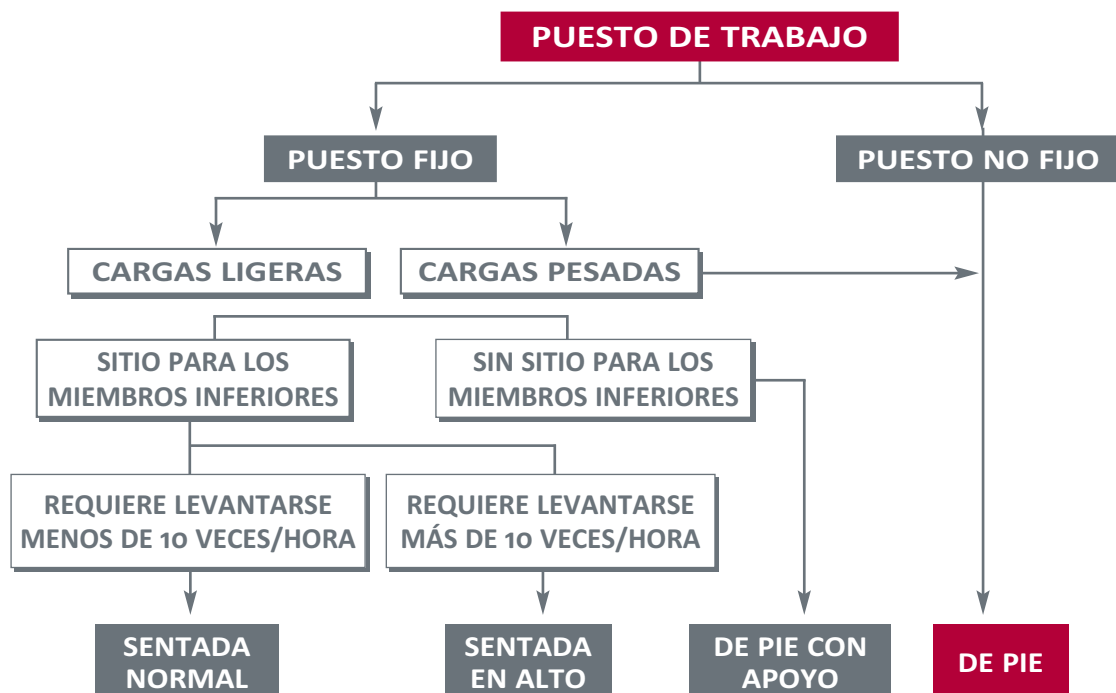 PUESTO DE TRABAJO
PUESTO FIJO
PUESTO NO FIJO
CARGAS LIGERAS
CARGAS PESADAS
SITIO PARA LOS
MIEMBROS INFERIORES
SIN SITIO PARA LOS
MIEMBROS INFERIORES
REQUIERE LEVANTARSE
MENOS DE 10 VECES/HORA
REQUIERE LEVANTARSE
MÁS DE 10 VECES/HORA
SENTADA
NORMAL
SENTADA
EN ALTO
DE PIE CON
APOYO
DE PIE